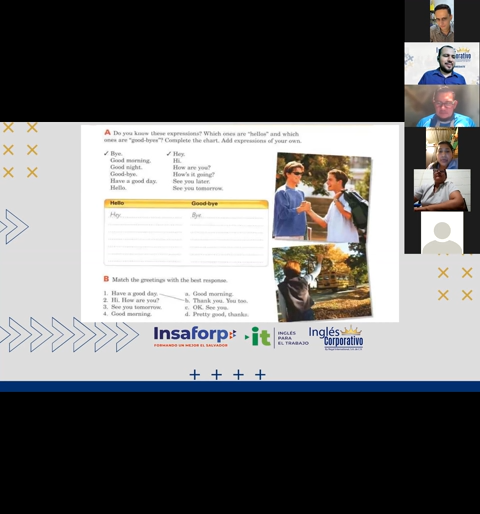 A Do you know these expressions? Which ones are "hellos" and which
ones are "good-byes"? Complete the chart. Add expressions of your own.
✓ Bye.
Good morning.
Good night.
Good-bye.
Have a good day.
Hello.
✓ Hey.
Hi.
How are you?
How's it going?
See you later.
See you tomorrow.
Hello Good-bye
Hey. Bye.
B Match the greetings with the best response.
1. Have a good day.
2. Hi. How are you?
3. See you tomorrow.
4. Good morning.
a. Good morning.
b. Thank you. You too.
c. OK. See you.
d. Pretty good, thanks.
Insaforp
FORMANDO UN MEJOR EL SALVADOR
it
INGLÉS
PARA
EL TRABAJO
Inglés
Corporativo